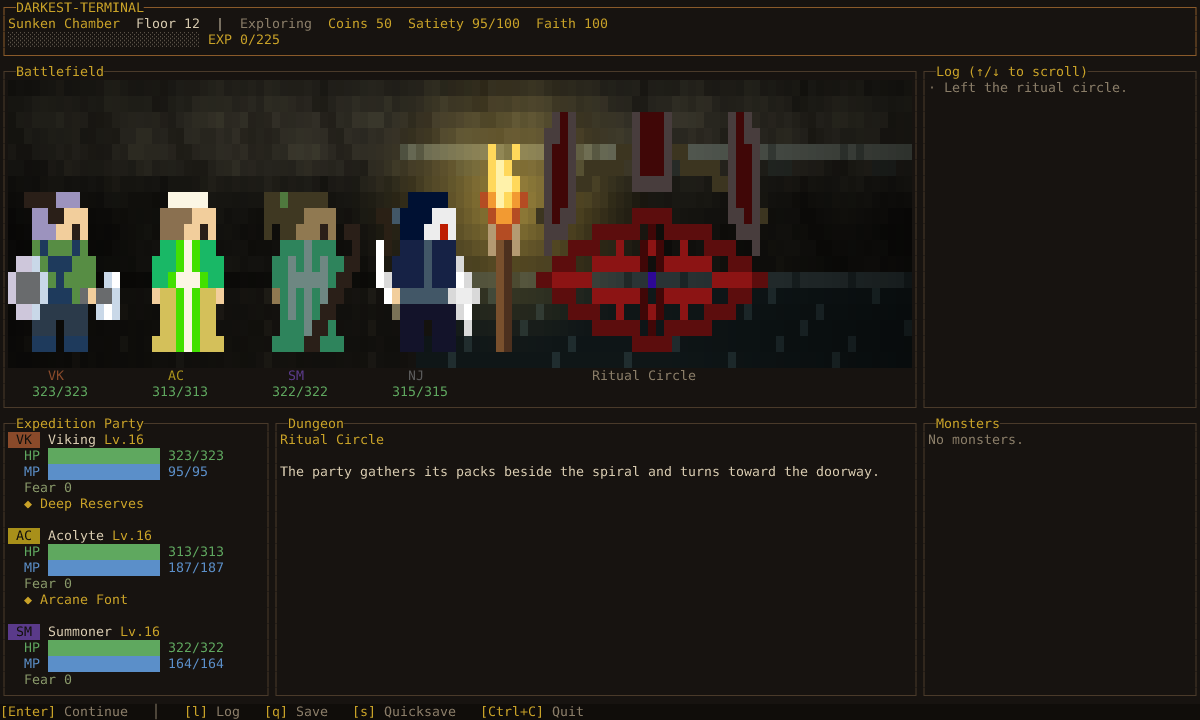 DARKEST-TERMINAL
Sunken Chamber Floor 12 | Exploring Coins 50 Satiety 95/100 Faith 100
EXP 0/225
Battlefield
VK AC SM NJ Ritual Circle
323/323 313/313 322/322 315/315
Log (↑/↓ to scroll)
· Left the ritual circle.
Expedition Party
VK Viking Lv.16
HP 323/323
MP 95/95
Fear 0
◆ Deep Reserves
AC Acolyte Lv.16
HP 313/313
MP 187/187
Fear 0
◆ Arcane Font
SM Summoner Lv.16
HP 322/322
MP 164/164
Fear 0
Dungeon
Ritual Circle
The party gathers its packs beside the spiral and turns toward the doorway.
Monsters
No monsters.
[Enter] Continue │ [l] Log [q] Save [s] Quicksave [Ctrl+C] Quit